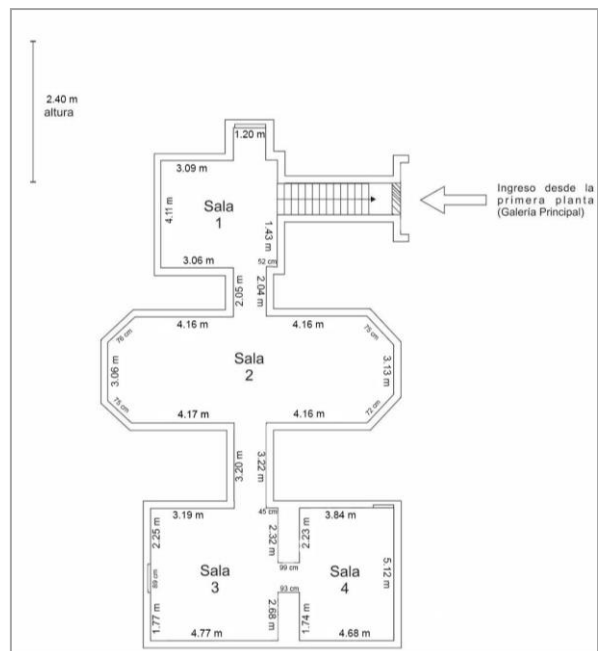 2.40 m
altura
1.20 m
3.09 m
4.11 m
Sala
1
1.43 m
3.06 m
52 cm
Ingreso desde la
primera planta
(Galería Principal)
2.05 m
2.04 m
4.16 m
4.16 m
76 cm
75 cm
3.06 m
Sala
2
3.13 m
75 cm
72 cm
4.17 m
4.16 m
3.20 m
3.22 m
3.19 m
45 cm
3.84 m
2.25 m
2.32 m
2.23 m
5.12 m
99 cm
89 cm
Sala
3
Sala
4
93 cm
1.77 m
2.68 m
1.74 m
4.77 m
4.68 m